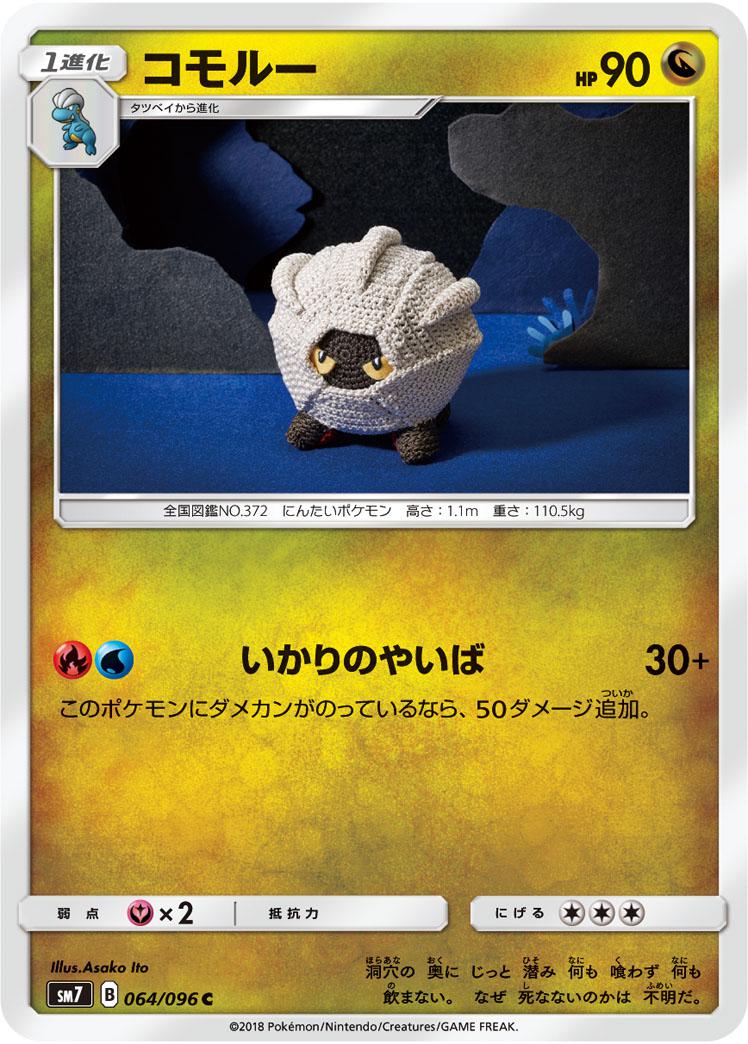 1進化 コモルー HP 90
タツベイから進化
全国図鑑NO.372 にんたいポケモン 高さ：1.1m 重さ：110.5kg
いかりのやいば 30+
このポケモンにダメカンがのっているなら、50ダメージ追加。
弱点 ×2 抵抗力 にげる
Illus.Asako Ito
洞穴の 奥に じっと 潜み 何も 喰わず 何も
飲まない。 なぜ 死なないのかは 不明だ。
SM7 B 064/096 C
©2018 Pokémon/Nintendo/Creatures/GAME FREAK.